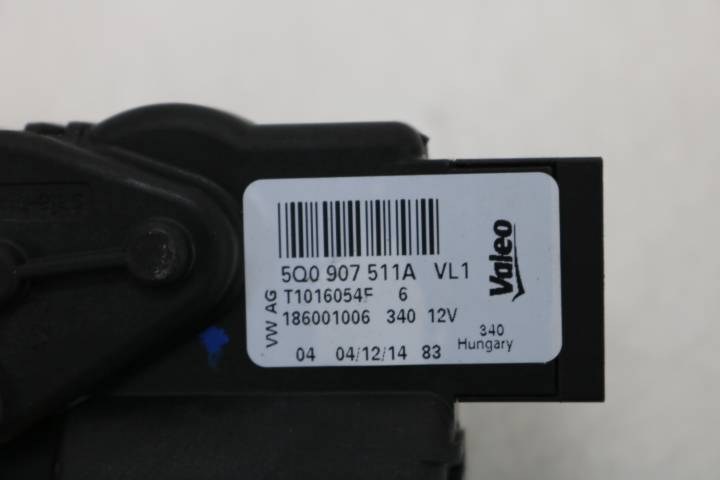 5Q0 907 511A VL1
T1016054F 6
186001006 340 12V
04 04/12/14 83
VW AG
Valeo
340
Hungary